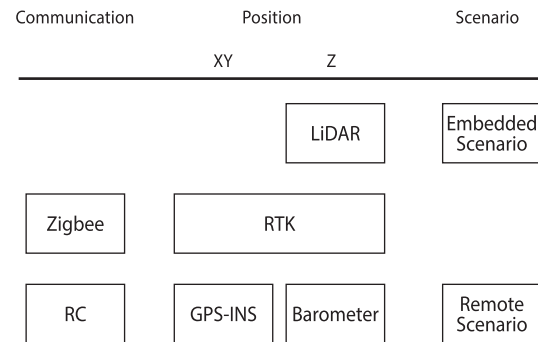 Communication Position Scenario
XY Z
LiDAR Embedded
Scenario
Zigbee RTK
RC GPS-INS Barometer Remote
Scenario